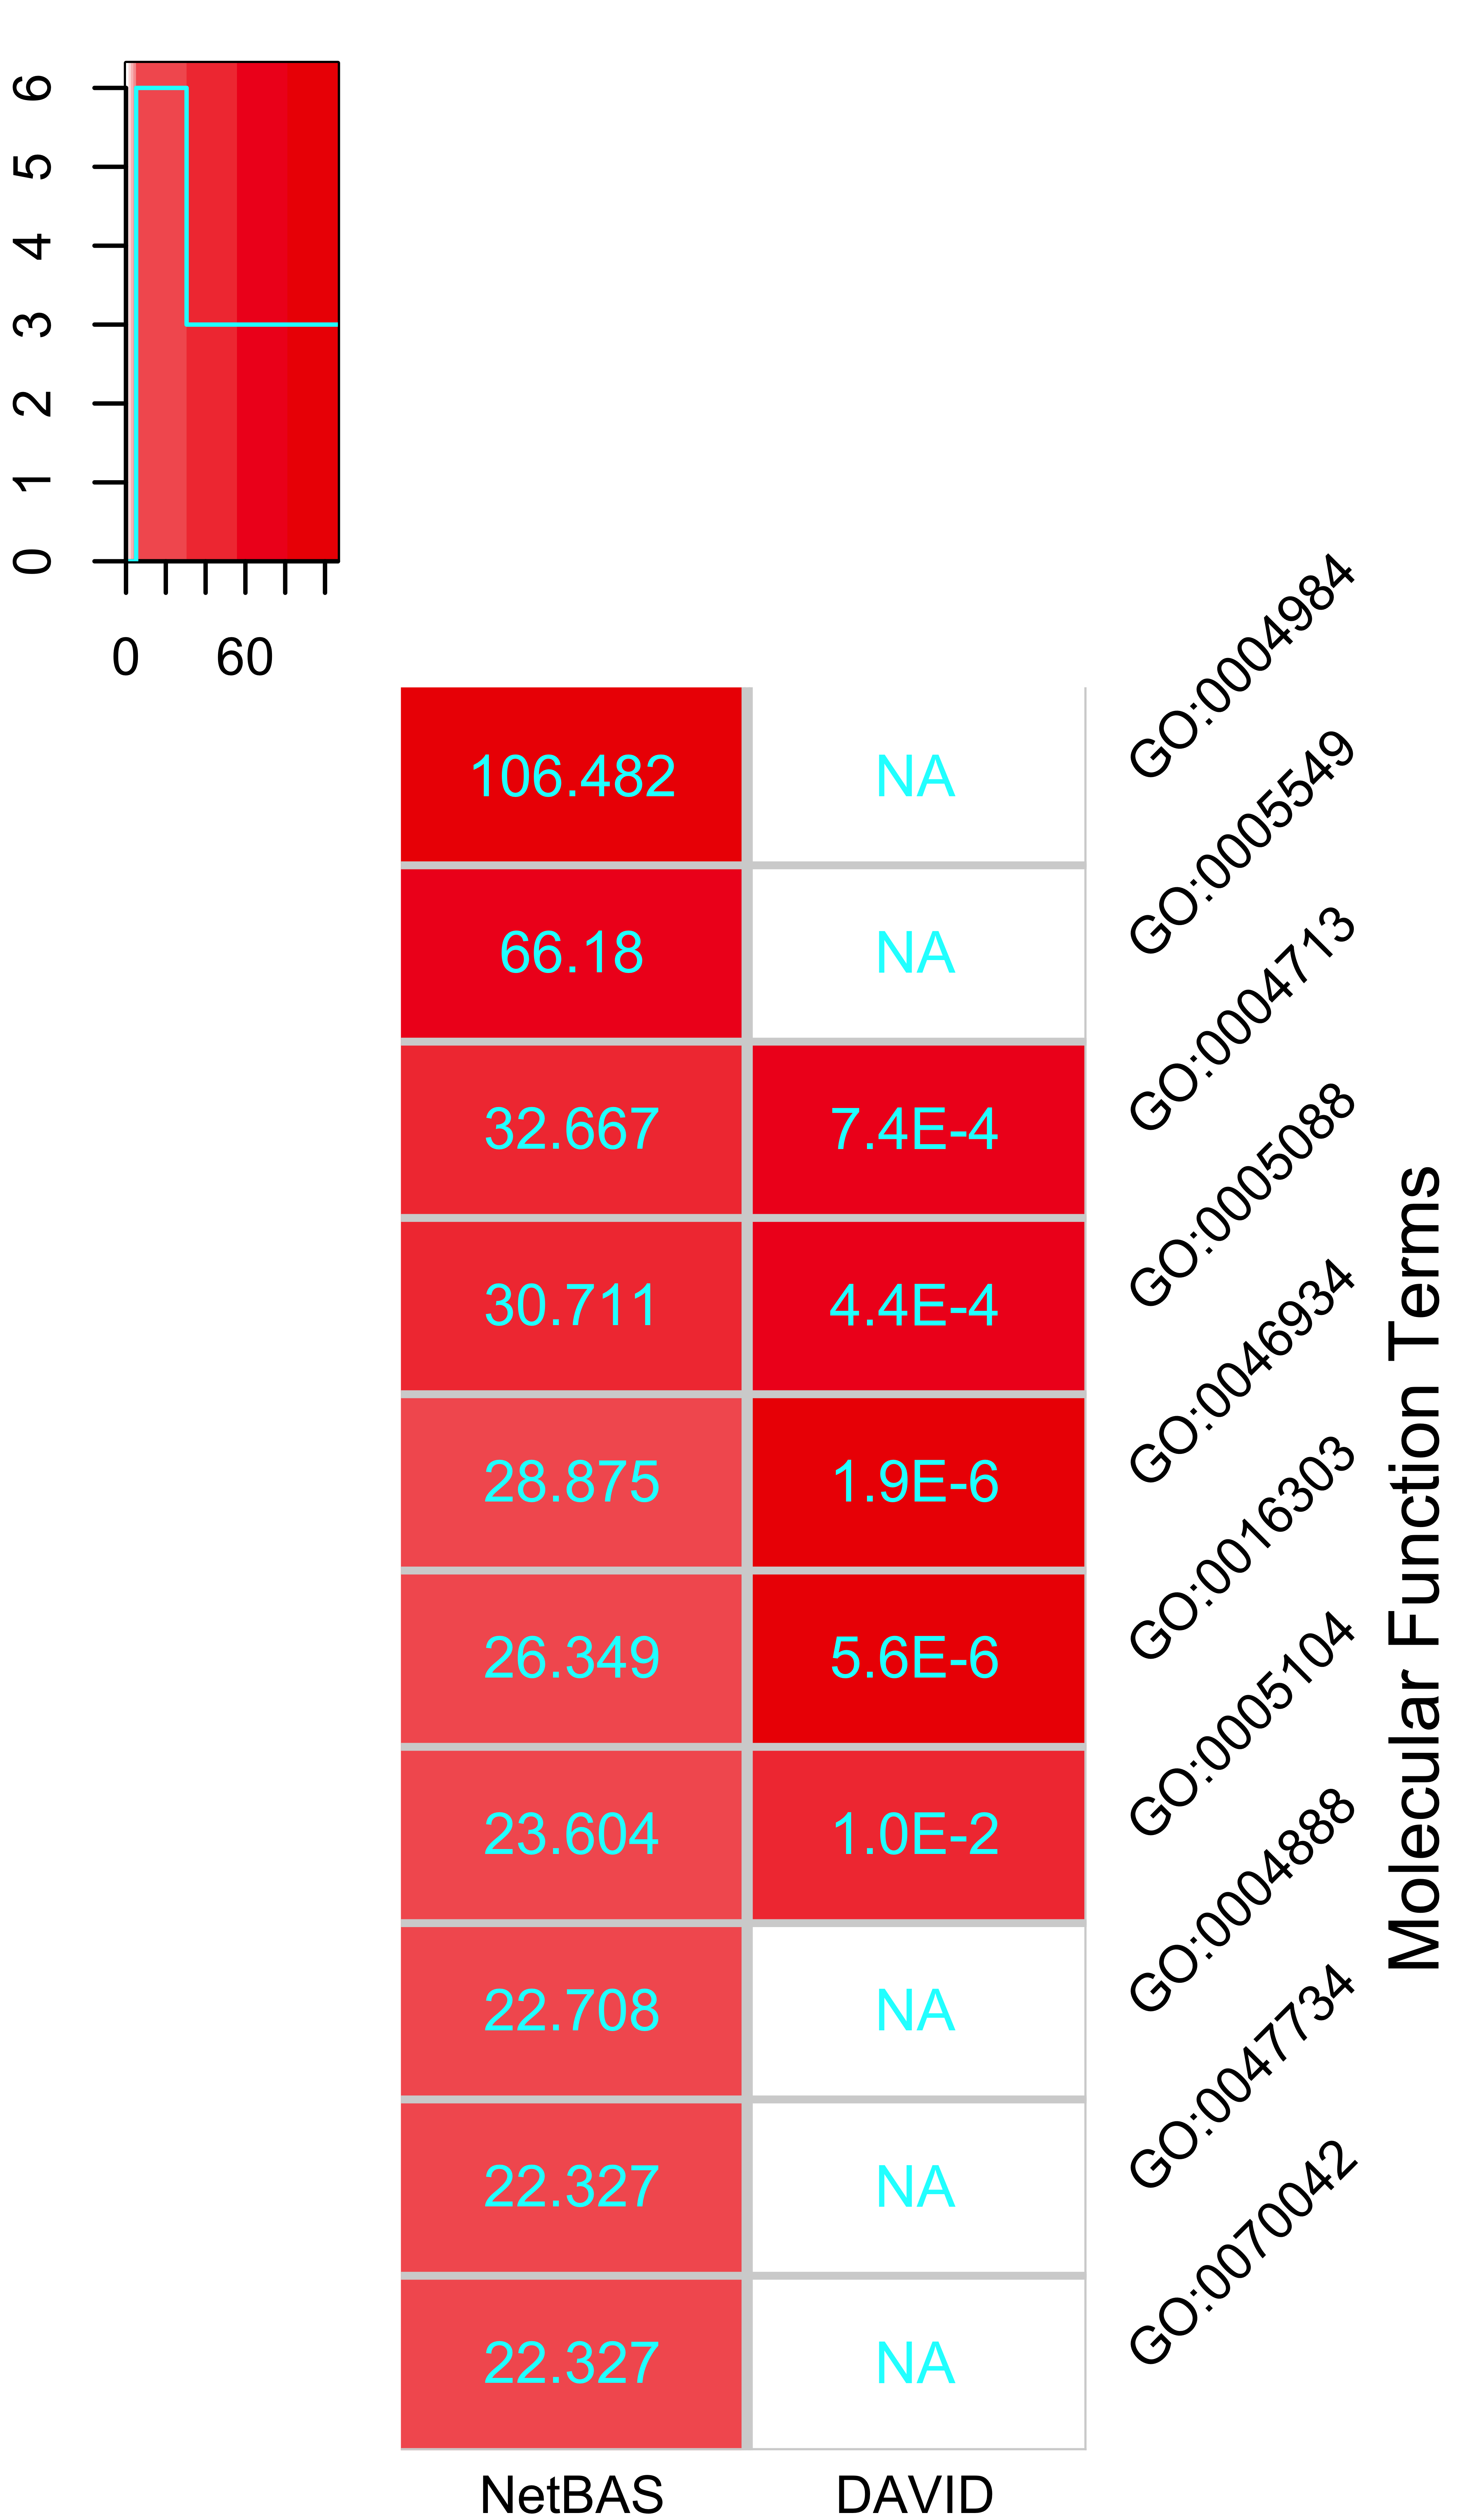 6
5
4
3
2
1
0
0 60
106.482 NA GO:0004984
66.18 NA GO:0005549
32.667 7.4E-4 GO:0004713
30.711 4.4E-4 GO:0005088
28.875 1.9E-6 GO:0046934
26.349 5.6E-6 GO:0016303
23.604 1.0E-2 GO:0005104
22.708 NA GO:0004888
22.327 NA GO:0047734
22.327 NA GO:0070042
Molecular Function Terms
NetBAS DAVID